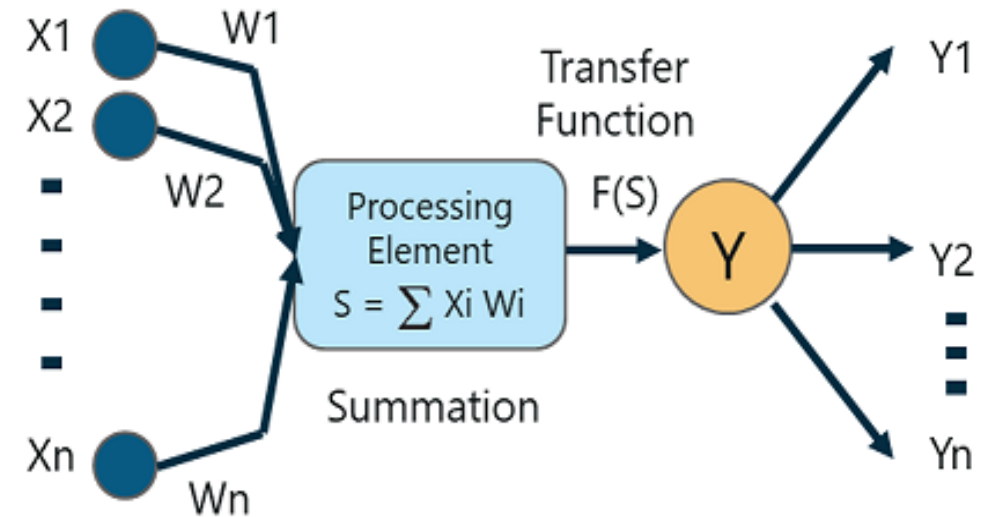 X1
W1
X2
W2
Xn
Wn
Processing
Element
S = ∑ Xi Wi
Summation
Transfer
Function
F(S)
Y
Y1
Y2
Yn